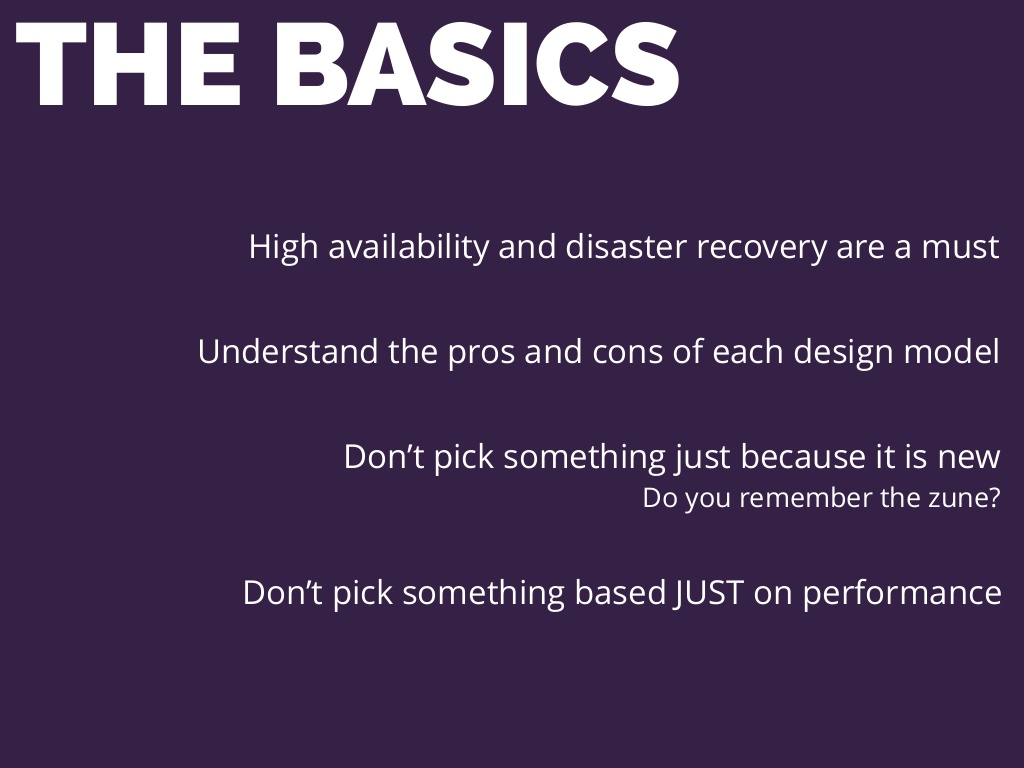 THE BASICS
High availability and disaster recovery are a must
Understand the pros and cons of each design model
Don’t pick something just because it is new
Do you remember the zune?
Don’t pick something based JUST on performance